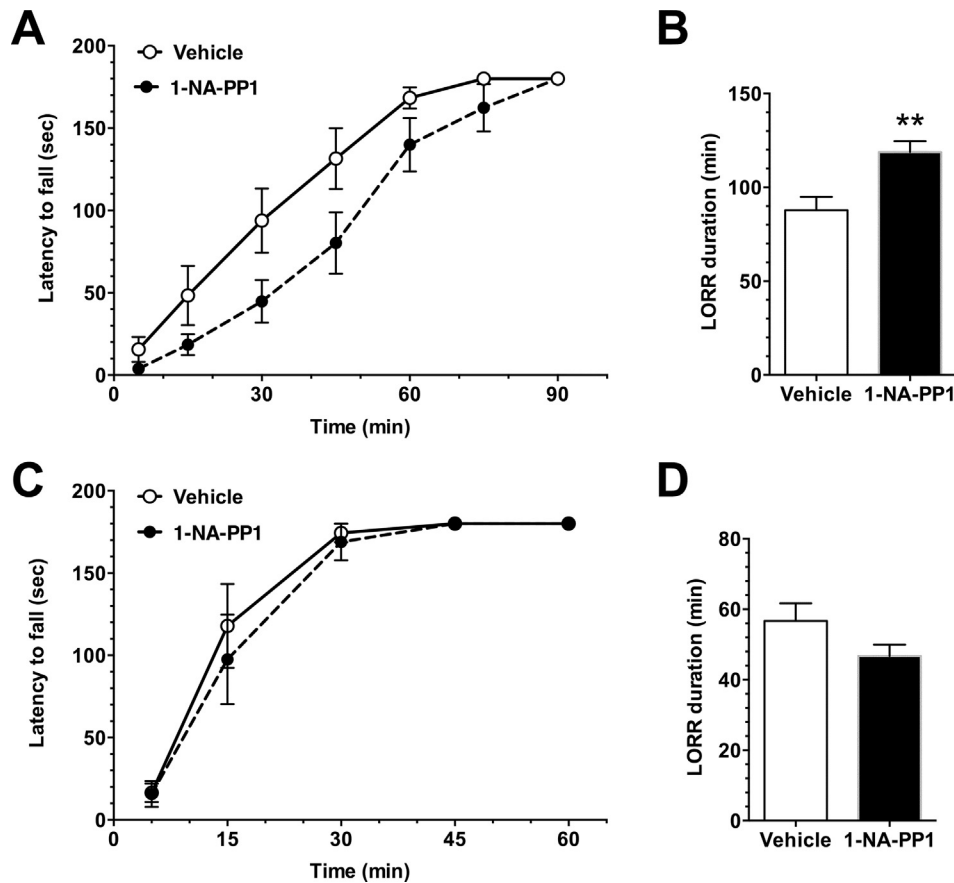 A
Vehicle
1-NA-PP1
Latency to fall (sec)
200
150
100
50
0
0 30 60 90
Time (min)
B
**
LORR duration (min)
150
100
50
0
Vehicle 1-NA-PP1
C
Vehicle
1-NA-PP1
Latency to fall (sec)
200
150
100
50
0
0 15 30 45 60
Time (min)
D
LORR duration (min)
80
60
40
20
0
Vehicle 1-NA-PP1